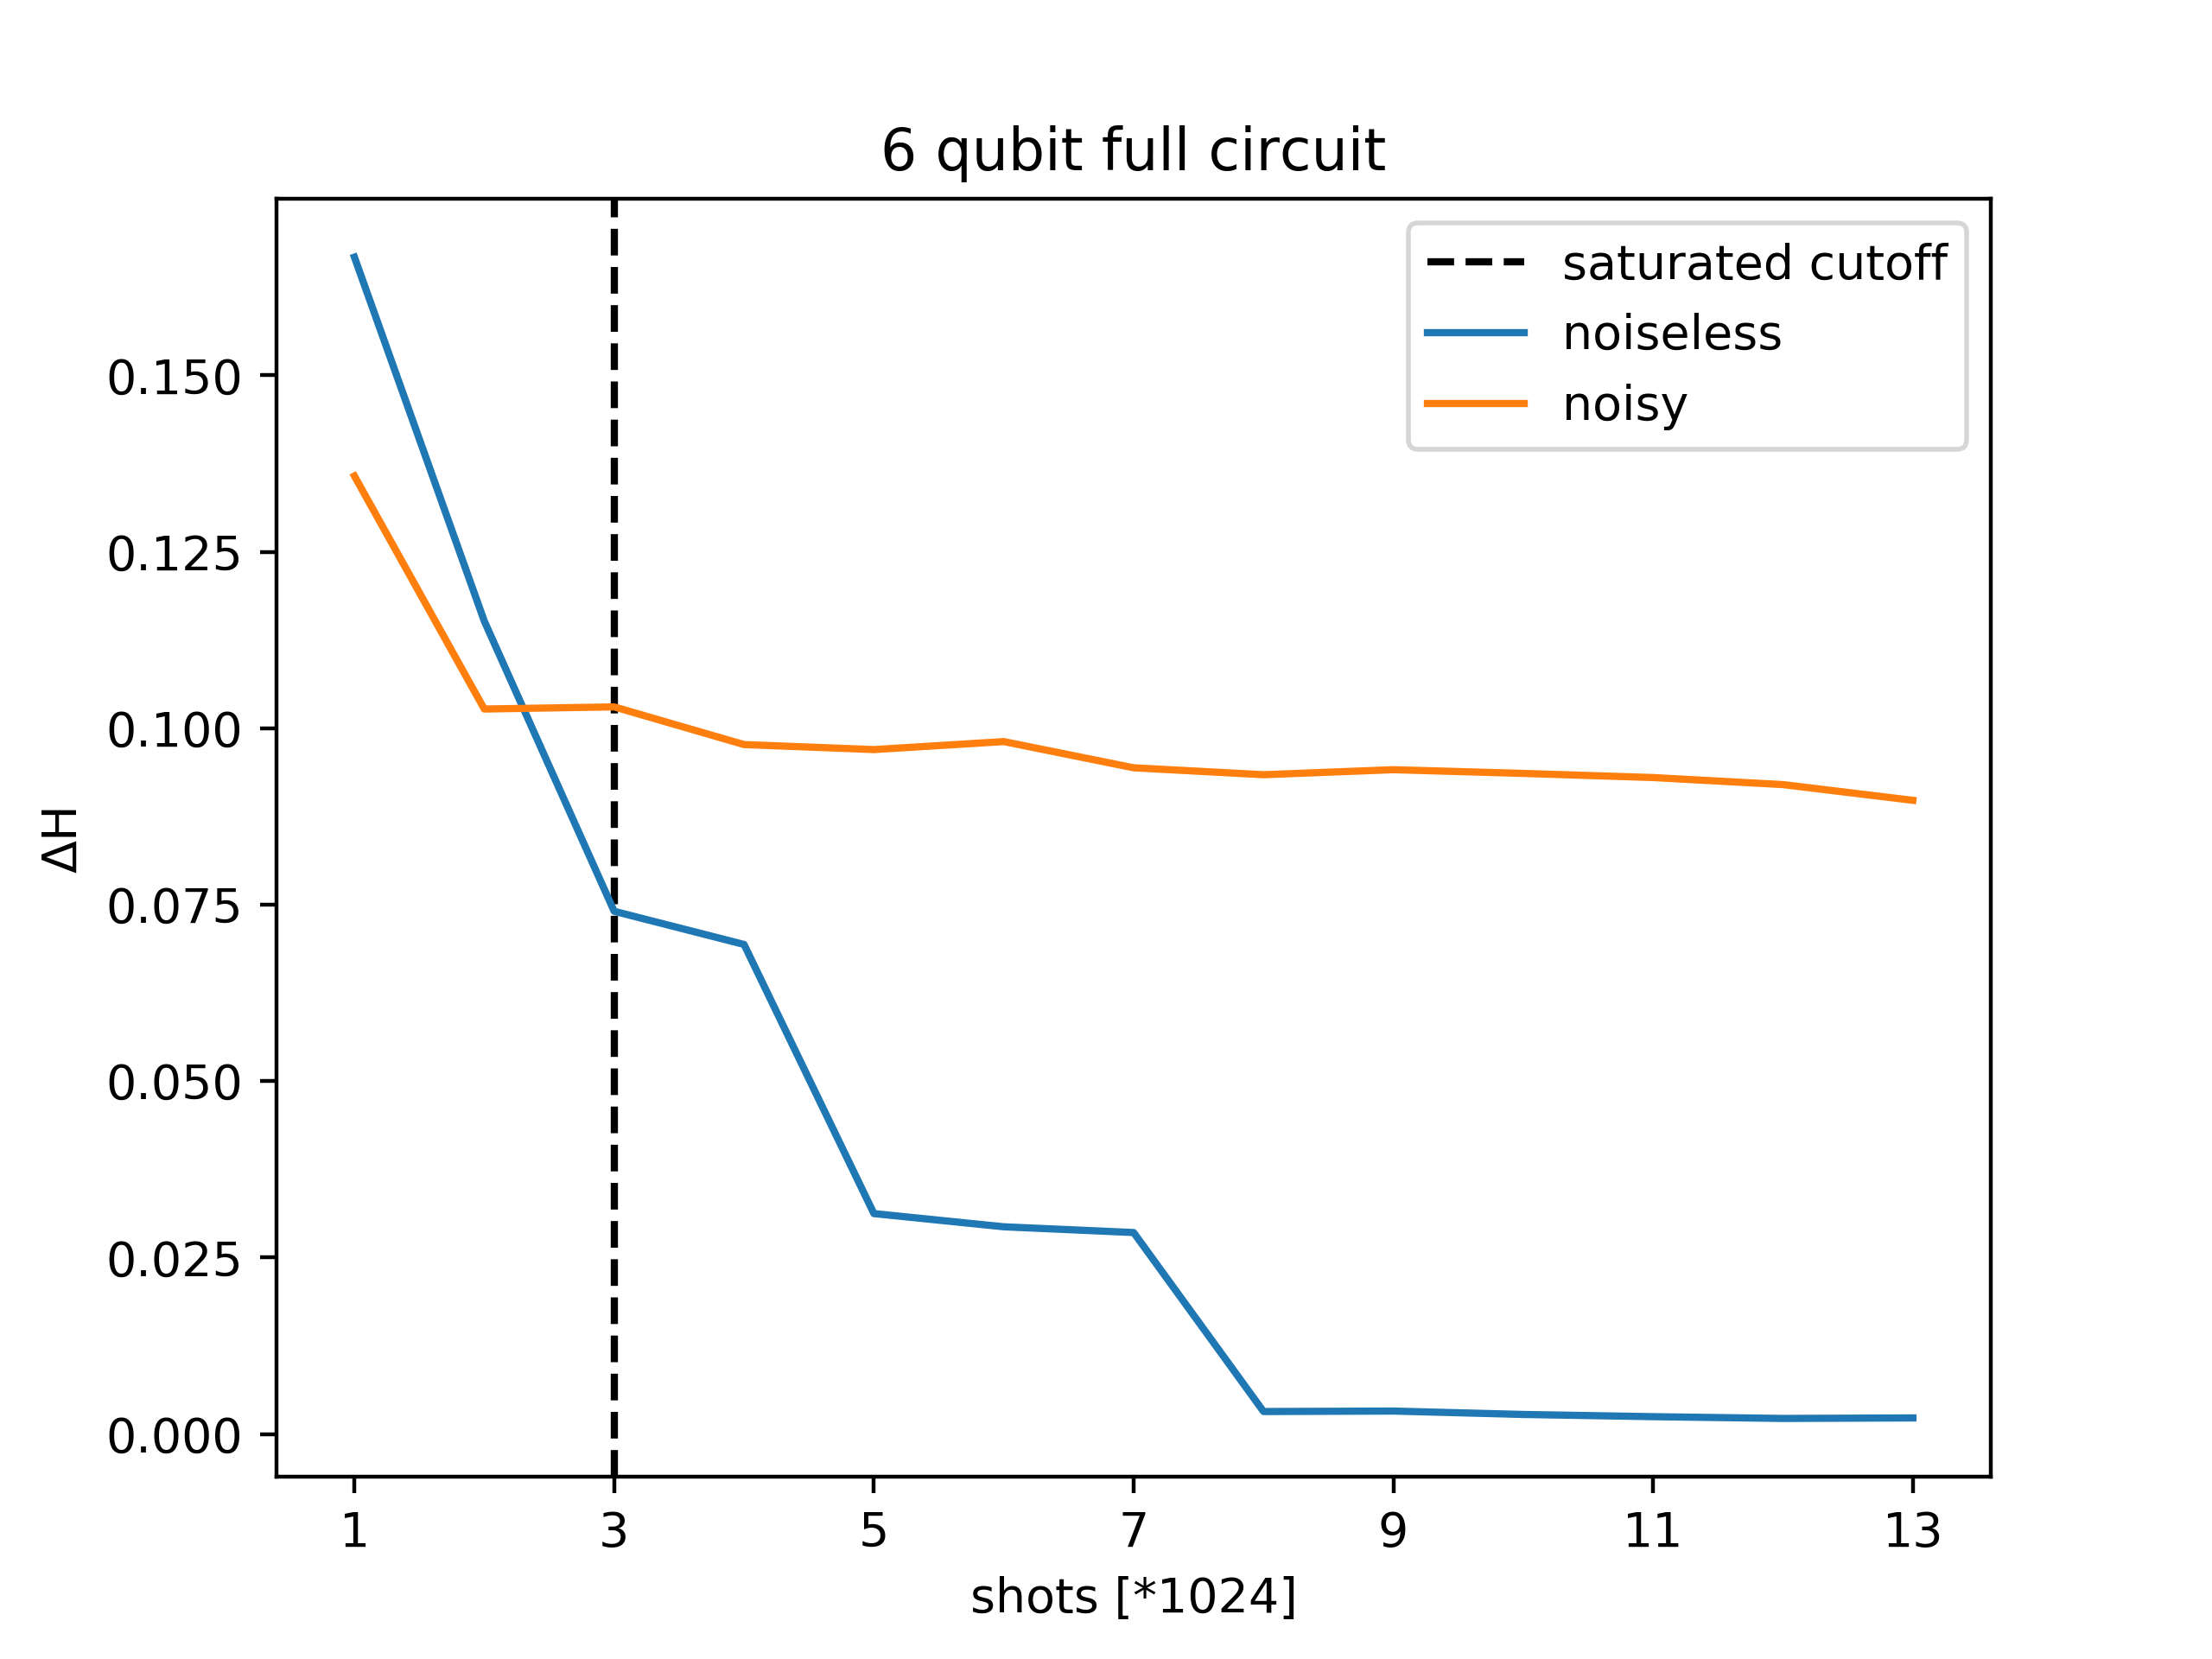 6 qubit full circuit
saturated cutoff
noiseless
noisy
0.150
0.125
0.100
0.075
0.050
0.025
0.000
ΔH
1 3 5 7 9 11 13
shots [*1024]